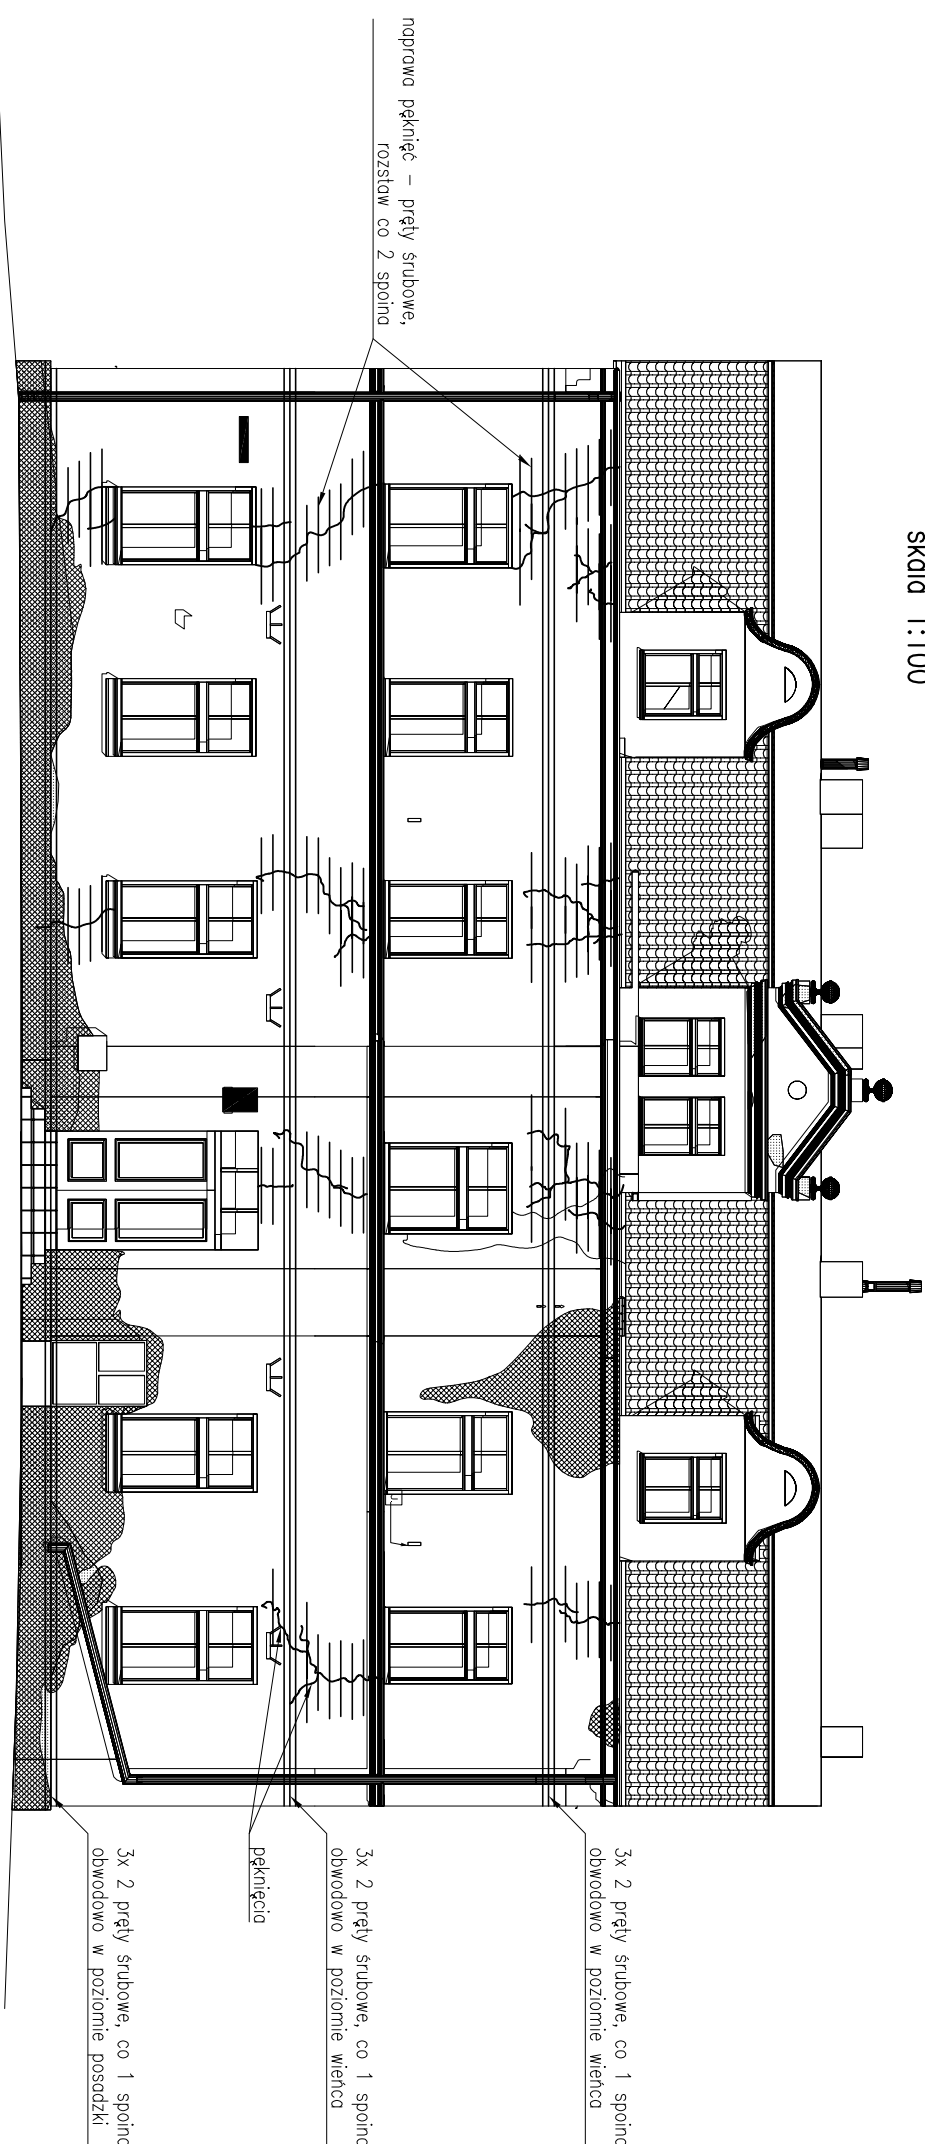 skala 1:100
naprawa pęknięć – pręty śrubowe,
rozstaw co 2 spoina
3x 2 pręty śrubowe, co 1 spoina
obwodowo w poziomie wieńca
3x 2 pręty śrubowe, co 1 spoina
obwodowo w poziomie wieńca
pęknięcia
3x 2 pręty śrubowe, co 1 spoina
obwodowo w poziomie posadzki